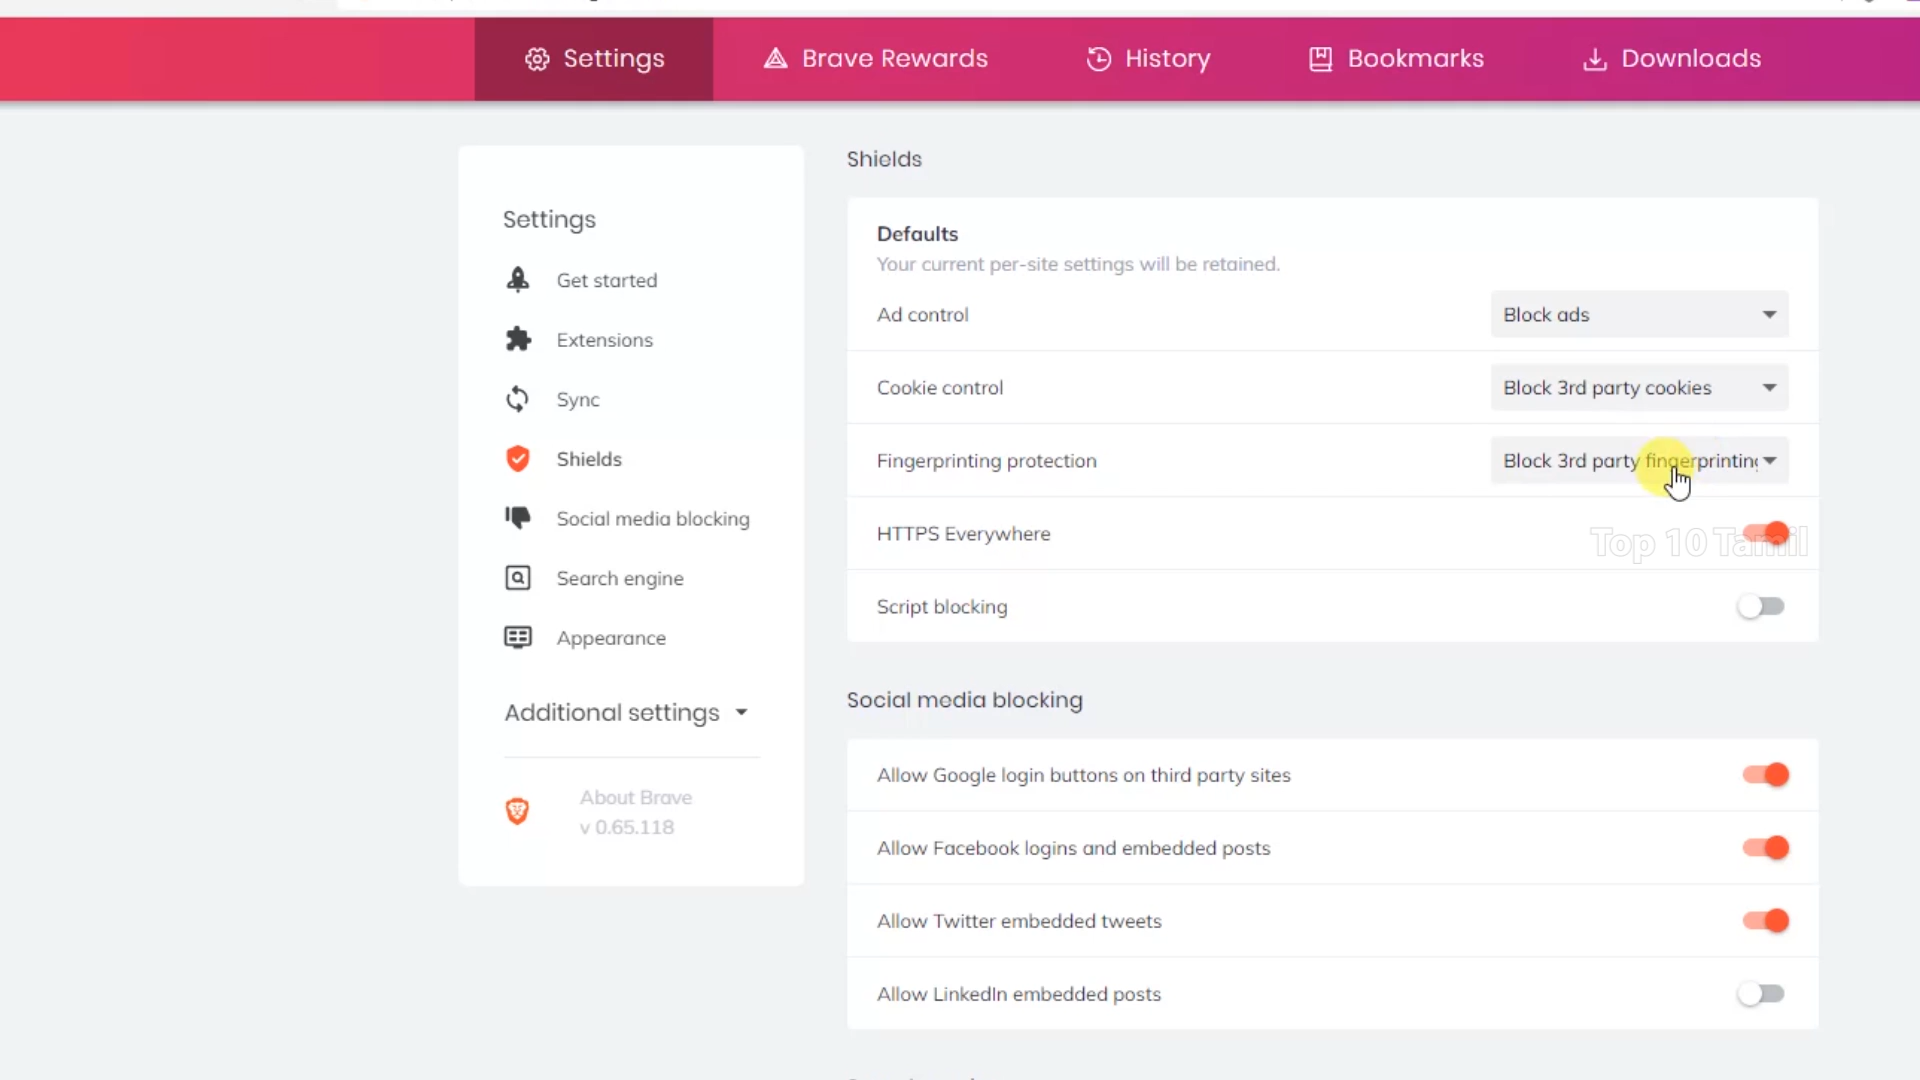 Settings
Brave Rewards
History
Bookmarks
Downloads
Settings
Get started
Extensions
Sync
Shields
Social media blocking
Search engine
Appearance
Additional settings
About Brave
v 0.65.118
Shields
Defaults
Your current per-site settings will be retained.
Ad control
Block ads
Cookie control
Block 3rd party cookies
Fingerprinting protection
Block 3rd party fingerprinting
HTTPS Everywhere
Top 10 Tamil
Script blocking
Social media blocking
Allow Google login buttons on third party sites
Allow Facebook logins and embedded posts
Allow Twitter embedded tweets
Allow LinkedIn embedded posts